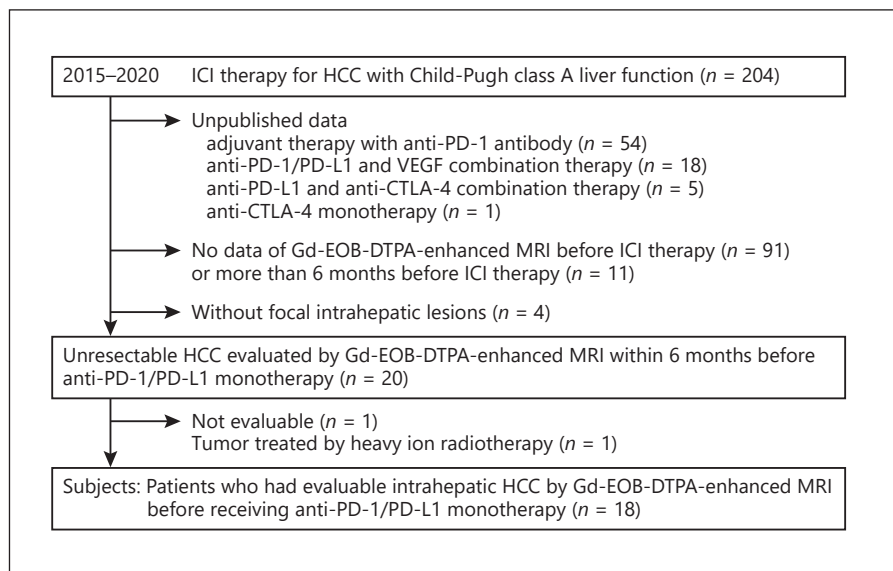 2015–2020 ICI therapy for HCC with Child-Pugh class A liver function (n = 204)
Unpublished data
adjuvant therapy with anti-PD-1 antibody (n = 54)
anti-PD-1/PD-L1 and VEGF combination therapy (n = 18)
anti-PD-L1 and anti-CTLA-4 combination therapy (n = 5)
anti-CTLA-4 monotherapy (n = 1)
No data of Gd-EOB-DTPA-enhanced MRI before ICI therapy (n = 91)
or more than 6 months before ICI therapy (n = 11)
Without focal intrahepatic lesions (n = 4)
Unresectable HCC evaluated by Gd-EOB-DTPA-enhanced MRI within 6 months before
anti-PD-1/PD-L1 monotherapy (n = 20)
Not evaluable (n = 1)
Tumor treated by heavy ion radiotherapy (n = 1)
Subjects: Patients who had evaluable intrahepatic HCC by Gd-EOB-DTPA-enhanced MRI
before receiving anti-PD-1/PD-L1 monotherapy (n = 18)